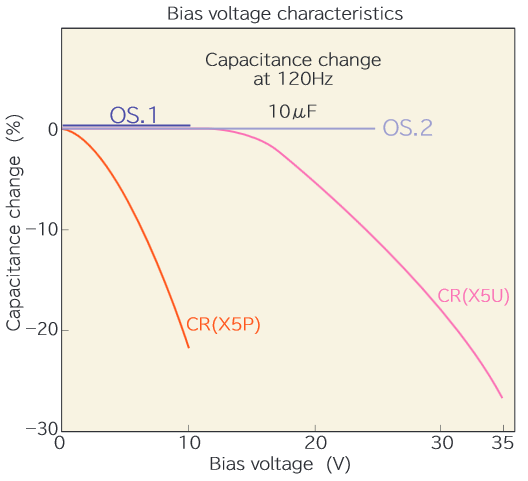 Bias voltage characteristics
Capacitance change
at 120Hz
10μF
OS.1
OS.2
CR(X5U)
CR(X5P)
Capacitance change (%)
0
−10
−20
−30
0
10
20
30
35
Bias voltage (V)